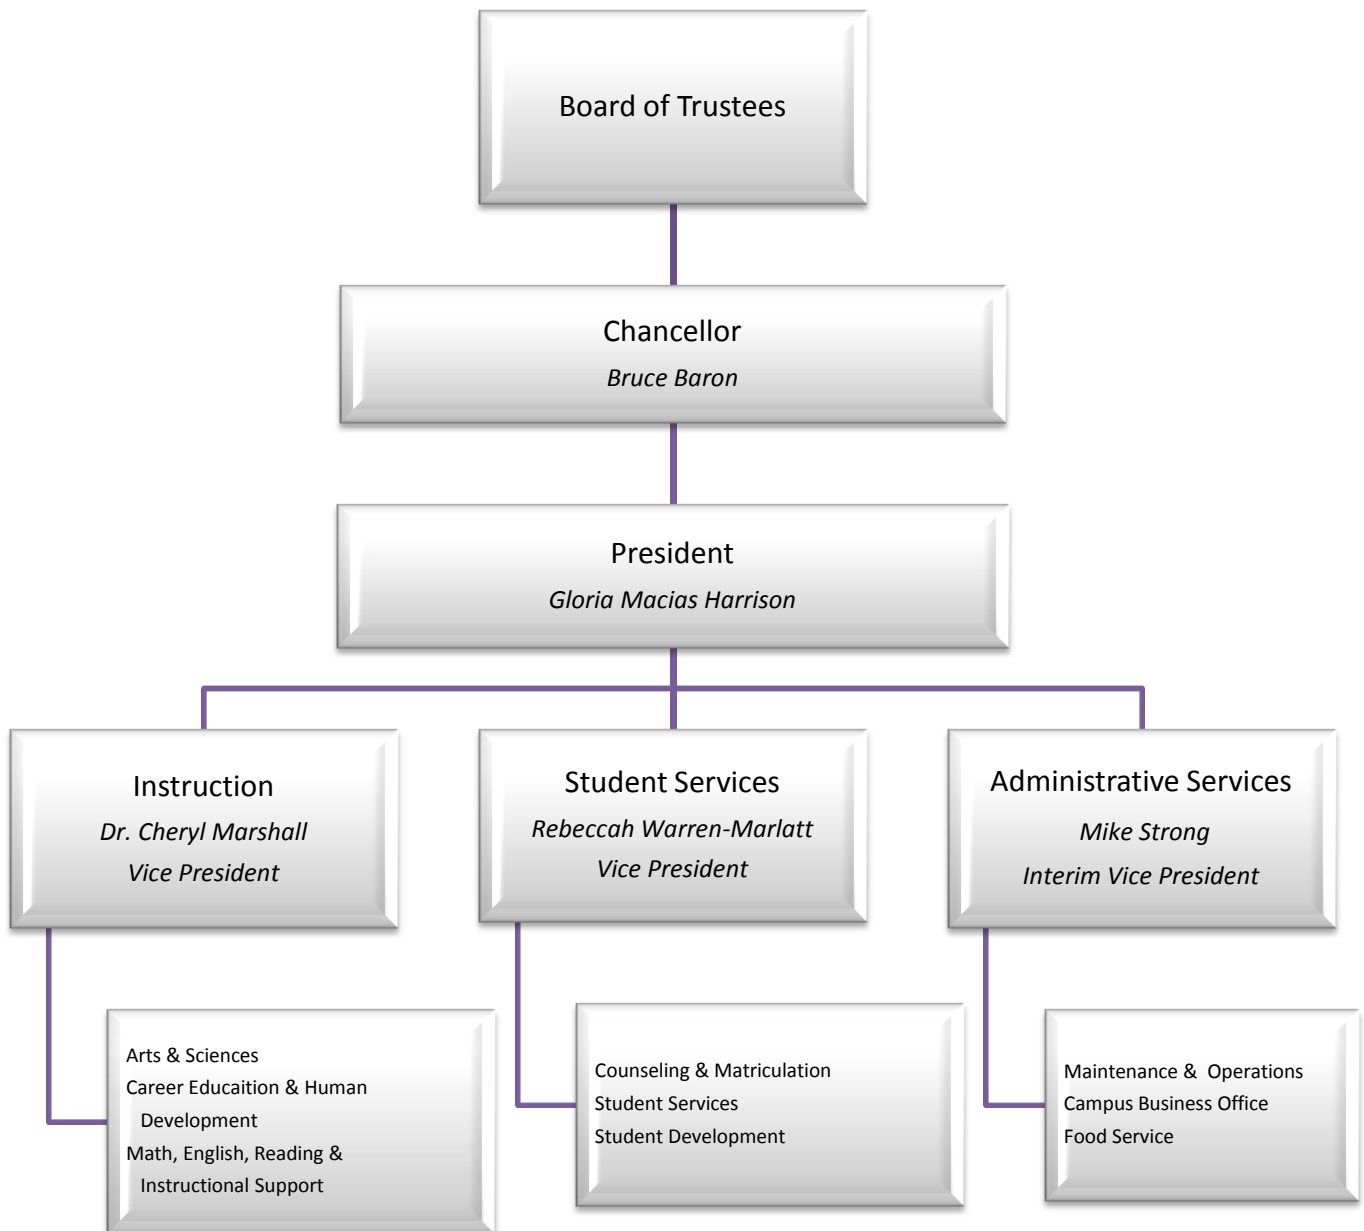 Board of Trustees
Chancellor
Bruce Baron
President
Gloria Macias Harrison
Instruction
Dr. Cheryl Marshall
Vice President
Student Services
Rebeccah Warren-Marlatt
Vice President
Administrative Services
Mike Strong
Interim Vice President
Arts & Sciences
Career Educaition & Human
Development
Math, English, Reading &
Instructional Support
Counseling & Matriculation
Student Services
Student Development
Maintenance &  Operations
Campus Business Office
Food Service